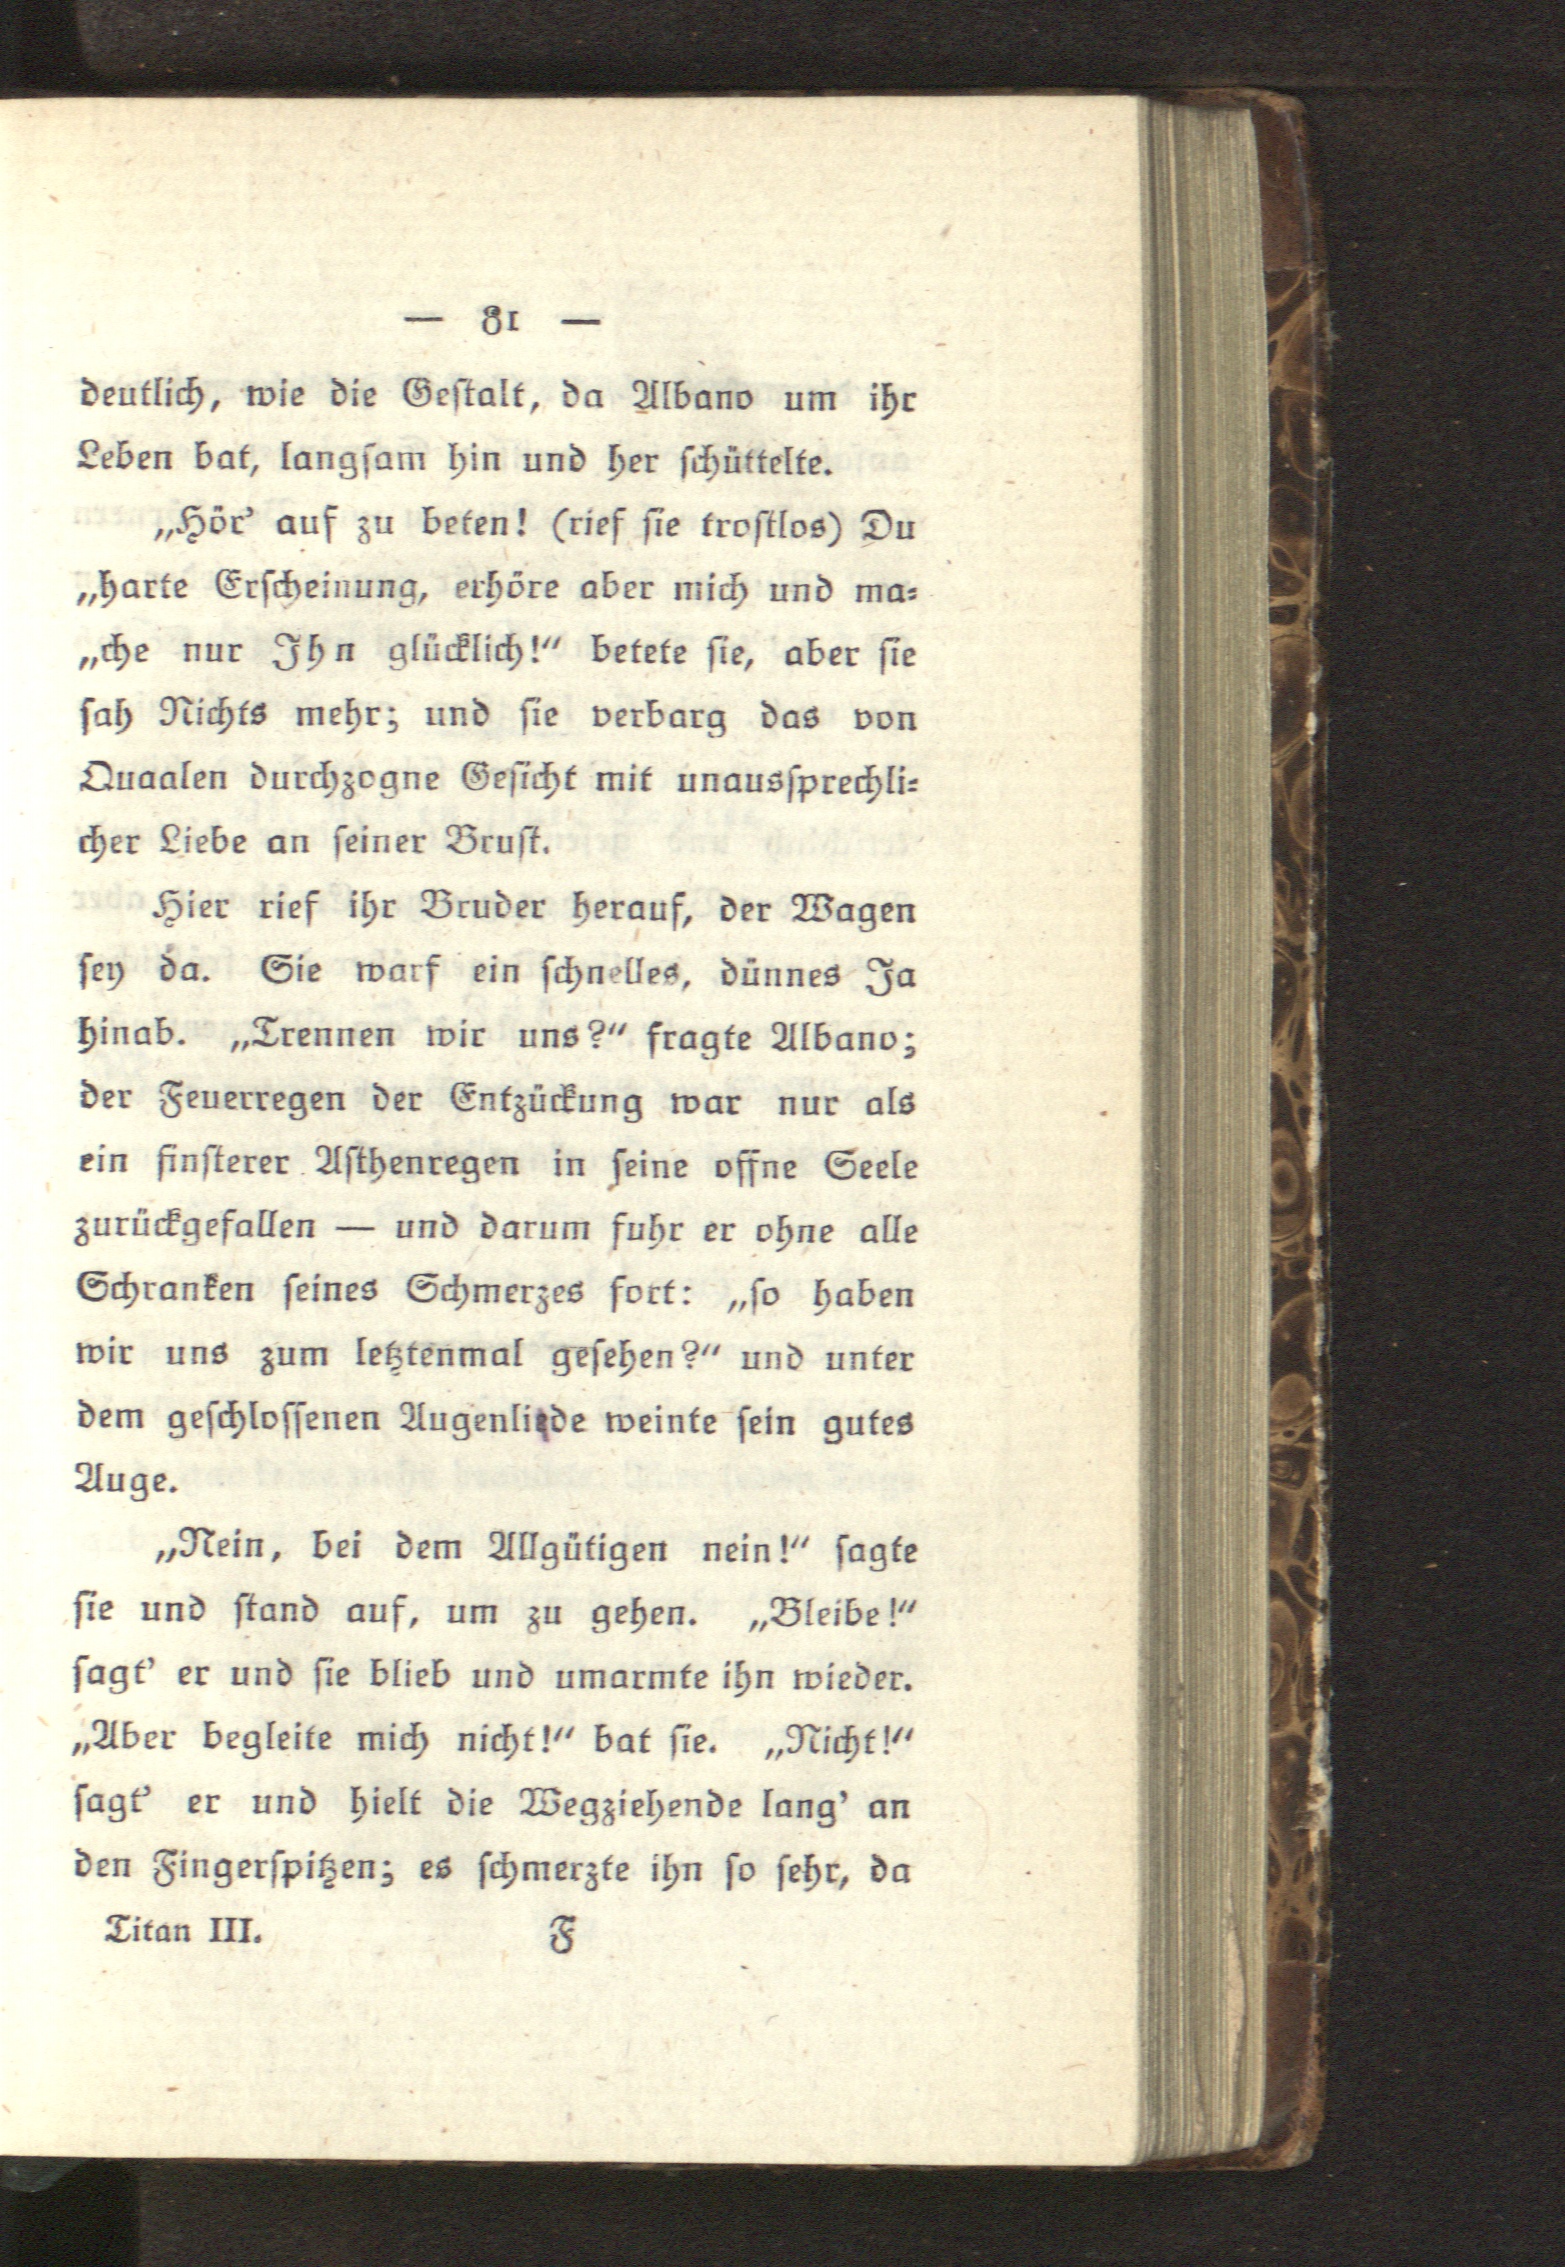 — 81 —
deutlich, wie die Geſtalt, da Albano um ihr
Leben bat, langſam hin und her ſchüttelte.
„Hör’ auf zu beten! (rief ſie troſtlos) Du
„harte Erſcheinung, erhöre aber mich und ma⸗
„che nur Ihn glücklich!“ betete ſie, aber ſie
ſah Nichts mehr; und ſie verbarg das von
Quaalen durchzogne Geſicht mit unausſprechli⸗
cher Liebe an ſeiner Bruſt.
Hier rief ihr Bruder herauf, der Wagen
ſey da. Sie warf ein ſchnelles, dünnes Ja
hinab. „Trennen wir uns?“ fragte Albano;
der Feuerregen der Entzückung war nur als
ein finſterer Aſthenregen in ſeine offne Seele
zurückgefallen — und darum fuhr er ohne alle
Schranken ſeines Schmerzes fort: „ſo haben
wir uns zum letztenmal geſehen?“ und unter
dem geſchloſſenen Augenliede weinte ſein gutes
Auge.
„Nein, bei dem Allgütigen nein!“ ſagte
ſie und ſtand auf, um zu gehen. „Bleibe!“
ſagt’ er und ſie blieb und umarmte ihn wieder.
„Aber begleite mich nicht!“ bat ſie. „Nicht!“
ſagt’ er und hielt die Wegziehende lang’ an
den Fingerſpitzen; es ſchmerzte ihn ſo ſehr, da
Titan III. F